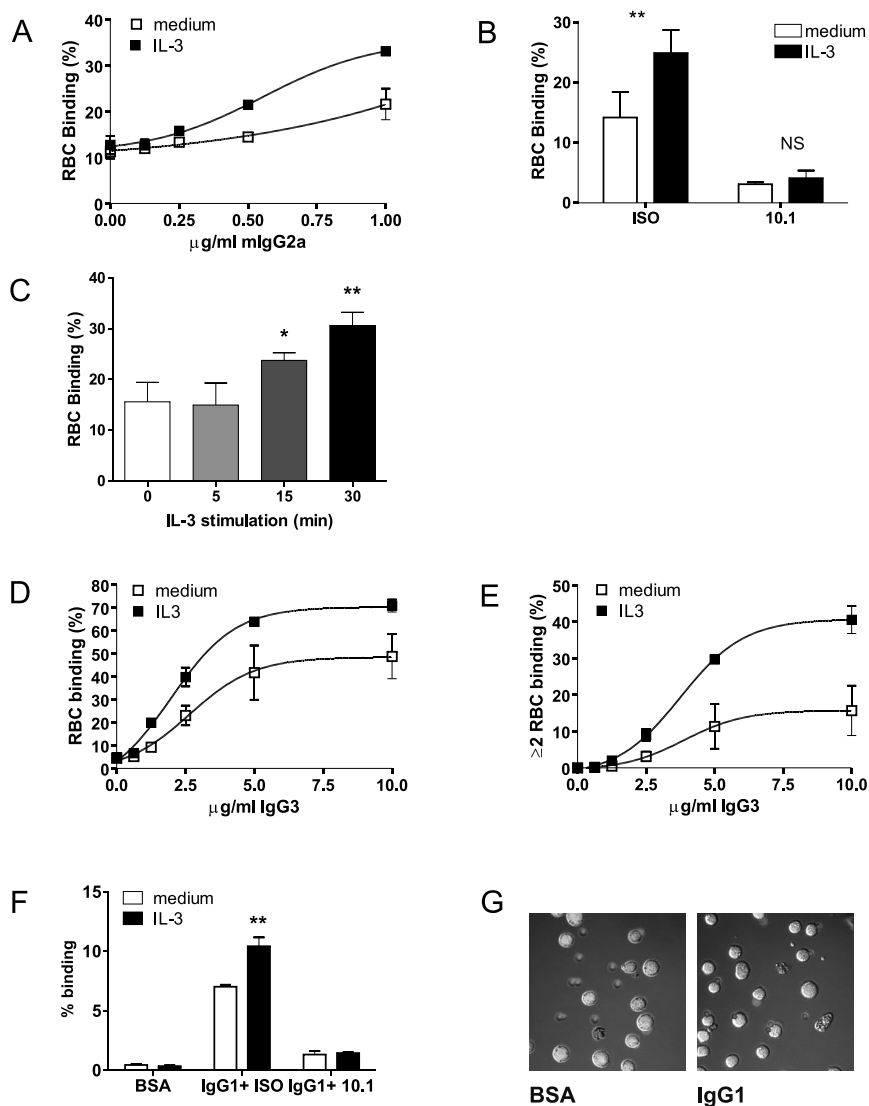 A
medium
IL-3
RBC Binding (%)
40
30
20
10
0
0.00 0.25 0.50 0.75 1.00
μg/ml mIgG2a
B
medium
IL-3
RBC Binding (%)
30
20
10
0
**
NS
ISO 10.1
C
RBC Binding (%)
40
30
20
10
0
*
**
0 5 15 30
IL-3 stimulation (min)
D
medium
IL3
RBC binding (%)
80
70
60
50
40
30
20
10
0
0.0 2.5 5.0 7.5 10.0
μg/ml IgG3
E
medium
IL3
≥2 RBC binding (%)
50
40
30
20
10
0
0.0 2.5 5.0 7.5 10.0
μg/ml IgG3
F
medium
IL-3
% binding
15
10
5
0
**
BSA IgG1+ ISO IgG1+ 10.1
G
BSA IgG1